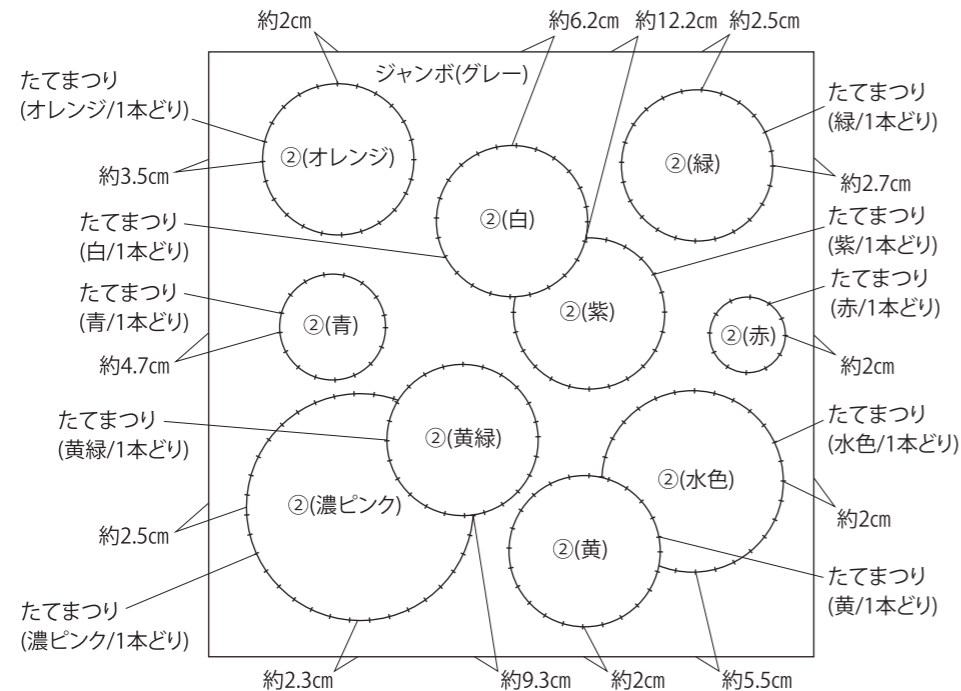 約2㎝
約6.2㎝
約12.2㎝
約2.5㎝
ジャンボ(グレー)
たてまつり
(オレンジ/1本どり)
②(オレンジ)
約3.5㎝
②(白)
②(緑)
たてまつり
(緑/1本どり)
約2.7㎝
たてまつり
(白/1本どり)
たてまつり
(紫/1本どり)
たてまつり
(青/1本どり)
②(青)
約4.7㎝
②(紫)
たてまつり
(赤/1本どり)
②(赤)
約2㎝
たてまつり
(黄緑/1本どり)
②(黄緑)
たてまつり
(水色/1本どり)
②(水色)
約2㎝
②(濃ピンク)
約2.5㎝
②(黄)
たてまつり
(黄/1本どり)
たてまつり
(濃ピンク/1本どり)
約2.3㎝
約9.3㎝
約2㎝
約5.5㎝